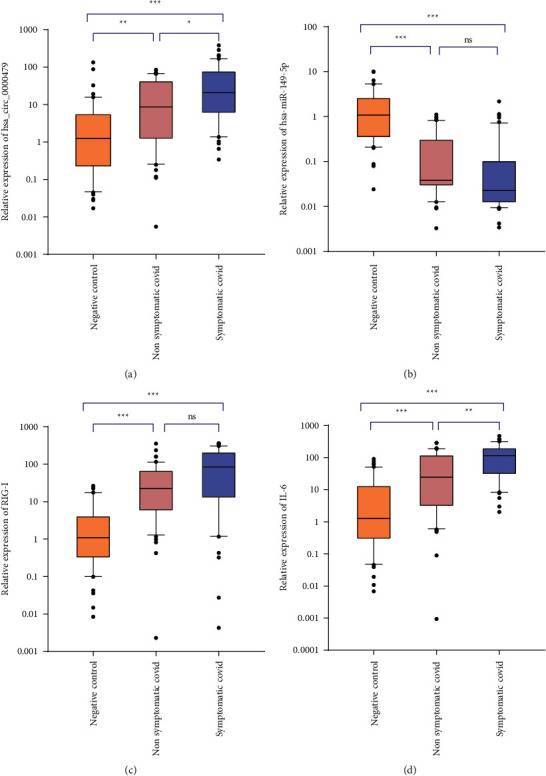 ***
**
*
1000
100
10
1
0.1
0.01
0.001
Relative expression of hsa_circ_0000479
Negative control
Non symptomatic covid
Symptomatic covid
(a)
***
***
ns
100
10
1
0.1
0.01
0.001
Relative expression of hsa-miR-149-5p
Negative control
Non symptomatic covid
Symptomatic covid
(b)
***
***
ns
1000
100
10
1
0.1
0.01
0.001
Relative expression of RIG-I
Negative control
Non symptomatic covid
Symptomatic covid
(c)
***
***
**
1000
100
10
1
0.1
0.01
0.001
0.0001
Relative expression of IL-6
Negative control
Non symptomatic covid
Symptomatic covid
(d)